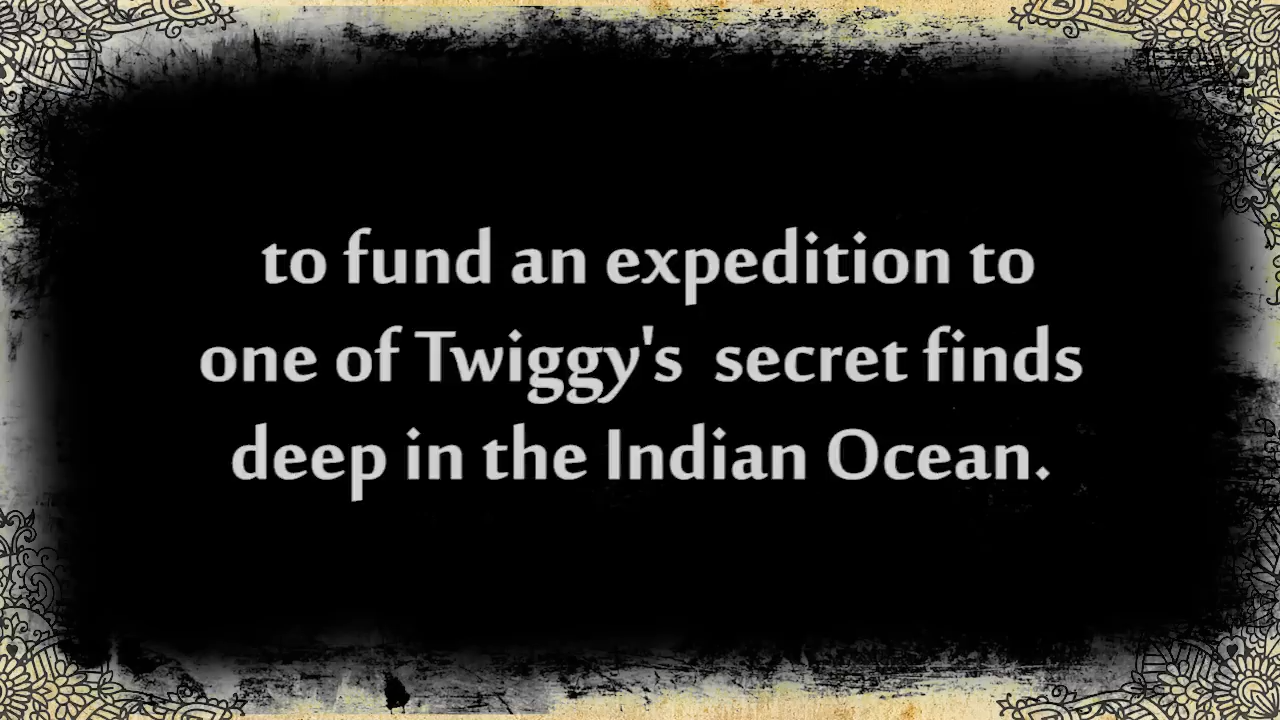 to fund an expedition to
one of Twiggy's  secret finds
deep in the Indian Ocean.